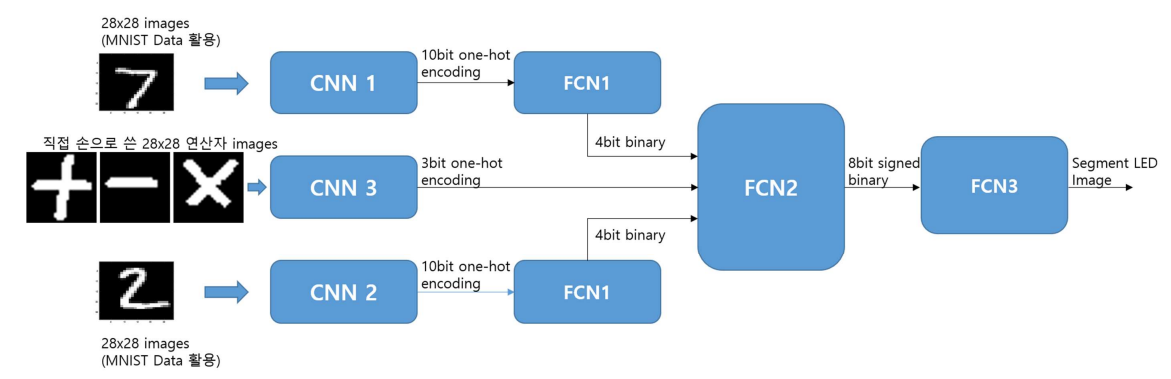 28x28 images
(MNIST Data 활용)
CNN 1
10bit one-hot
encoding
FCN1
4bit binary
직접 손으로 쓴 28x28 연산자 images
CNN 3
3bit one-hot
encoding
FCN2
8bit signed
binary
FCN3
Segment LED
Image
4bit binary
CNN 2
10bit one-hot
encoding
FCN1
7
+
−
×
2
28x28 images
(MNIST Data 활용)